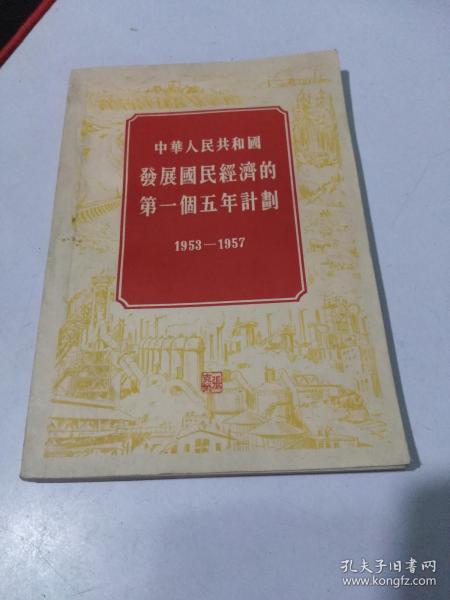 中華人民共和國
發展國民經濟的
第一個五年計劃
1953—1957
孔夫子旧书网
www.kongfz.com